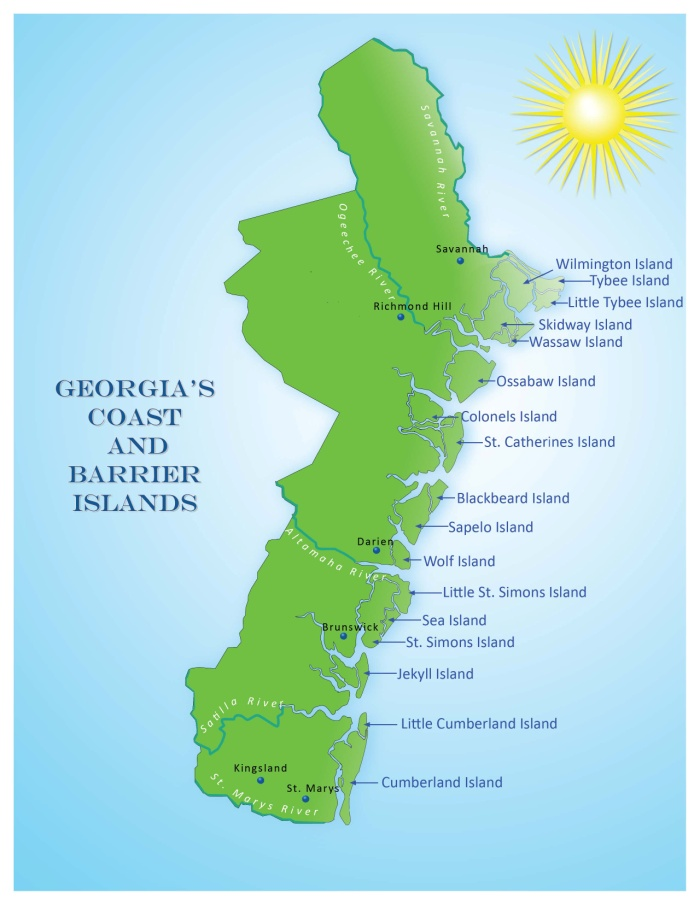 Savannah River
Ogeechee River
Savannah
Wilmington Island
Tybee Island
Little Tybee Island
Richmond Hill
Skidway Island
Wassaw Island
GEORGIA'S
COAST
AND
BARRIER
ISLANDS
Ossabaw Island
Colonels Island
St. Catherines Island
Blackbeard Island
Sapelo Island
Darien
Altamaha River
Wolf Island
Little St. Simons Island
Sea Island
Brunswick
St. Simons Island
Jekyll Island
Satilla River
Little Cumberland Island
Kingsland
St. Marys
Cumberland Island
St. Marys River